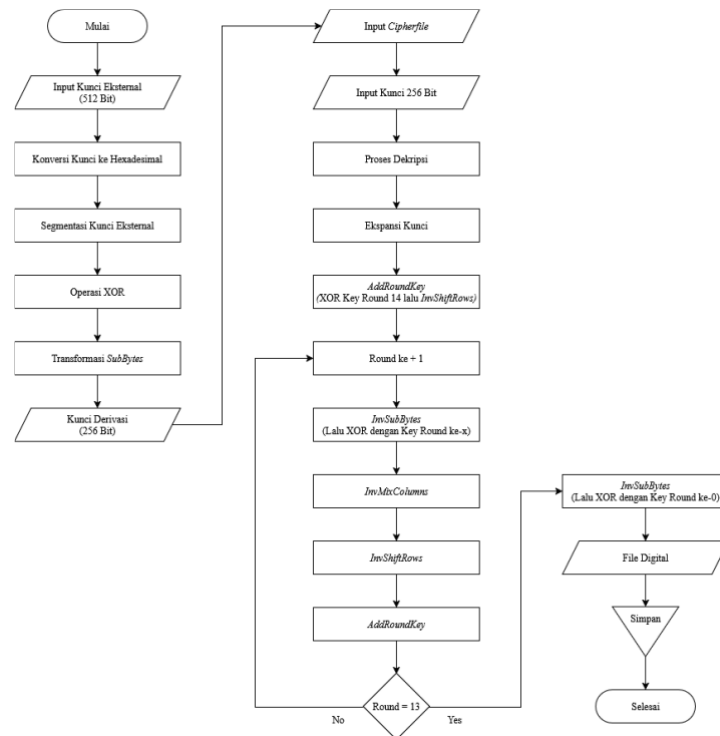 Mulai
Input Kunci Eksternal
(512 Bit)
Konversi Kunci ke Hexadesimal
Segmentasi Kunci Eksternal
Operasi XOR
Transformasi SubBytes
Kunci Derivasi
(256 Bit)
Input Cipherfile
Input Kunci 256 Bit
Proses Dekripsi
Ekspansi Kunci
AddRoundKey
(XOR Key Round 14 lalu InvShiftRows)
Round ke + 1
InvSubBytes
(Lalu XOR dengan Key Round ke-x)
InvMixColumns
InvShiftRows
AddRoundKey
Round = 13
No
Yes
InvSubBytes
(Lalu XOR dengan Key Round ke-0)
File Digital
Simpan
Selesai